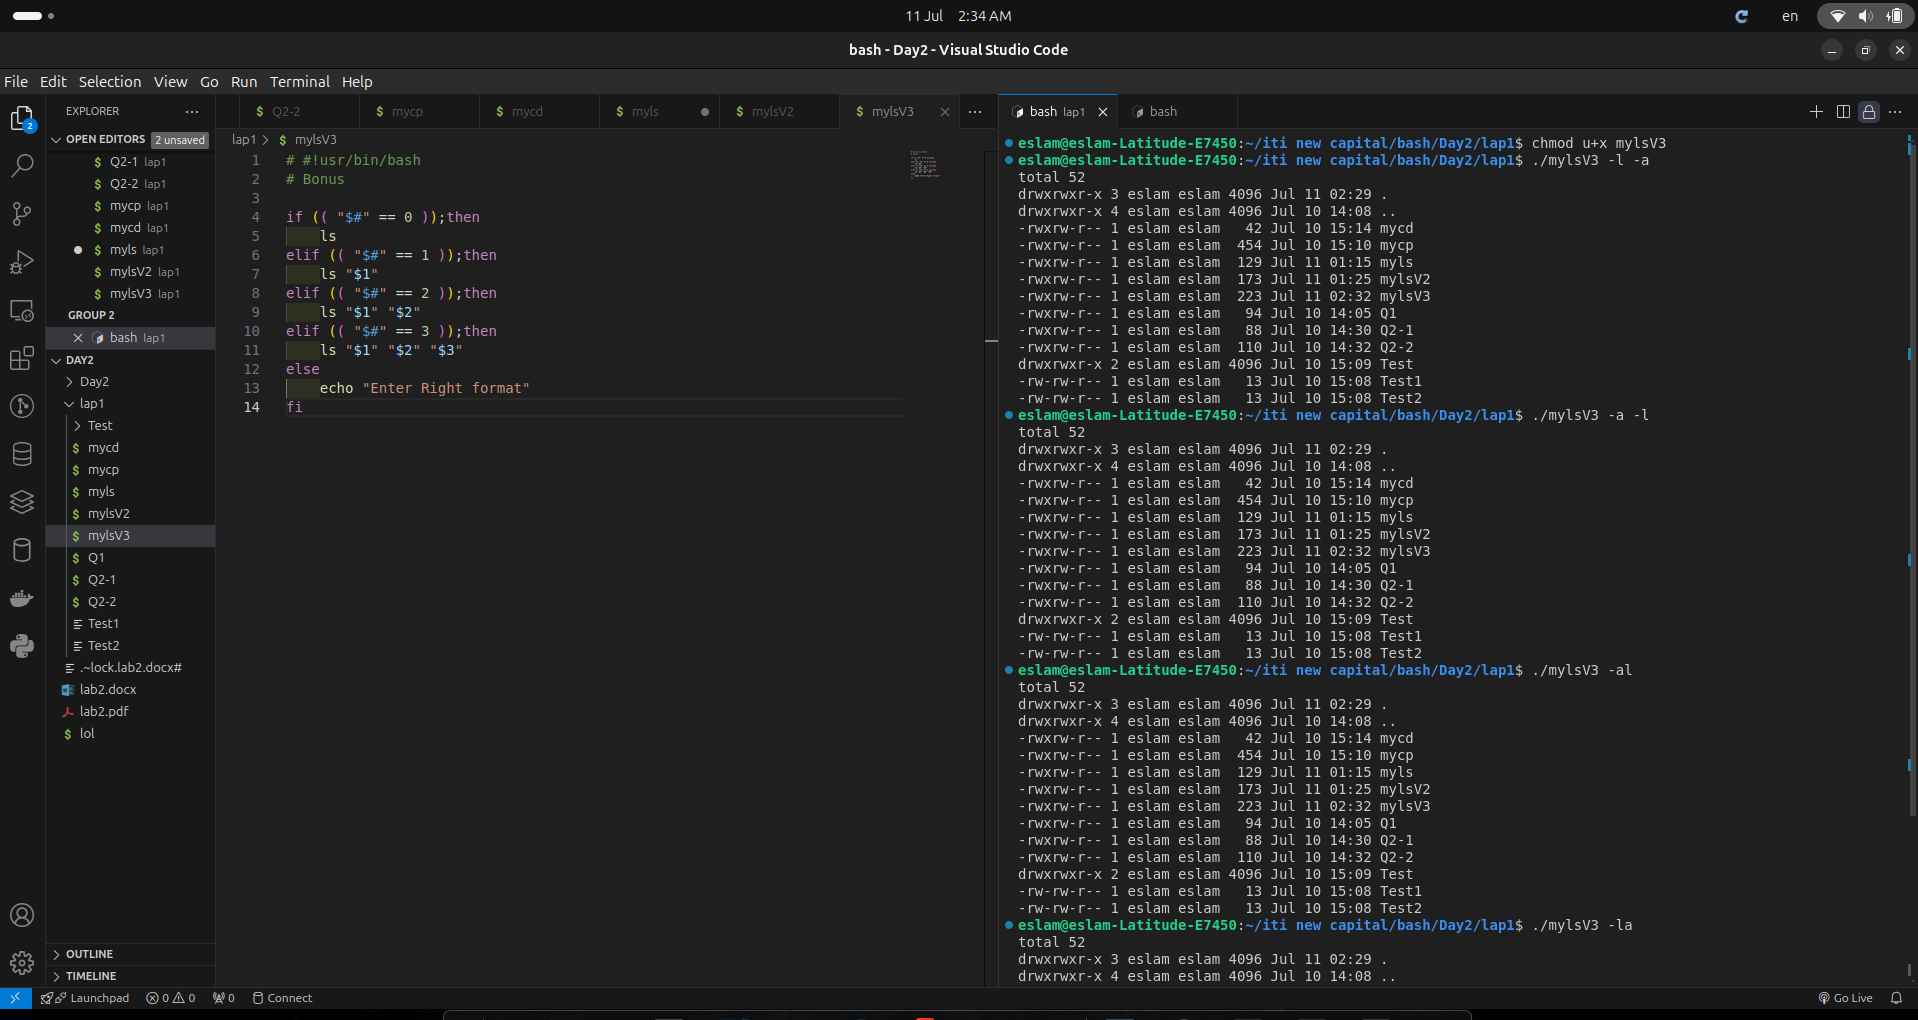 11 Jul 2:34 AM
en
bash - Day2 - Visual Studio Code
File Edit Selection View Go Run Terminal Help
EXPLORER
OPEN EDITORS 2 unsaved
Q2-1 lap1
Q2-2 lap1
mycp lap1
mycd lap1
myls lap1
mylsV2 lap1
mylsV3 lap1
GROUP 2
bash lap1
DAY2
Day2
lap1
Test
mycd
mycp
myls
mylsV2
mylsV3
Q1
Q2-1
Q2-2
Test1
Test2
.~lock.lab2.docx#
lab2.docx
lab2.pdf
lol
OUTLINE
TIMELINE
2
$ Q2-2 $ mycp $ mycd $ myls $ mylsV2 $ mylsV3
lap1 > $ mylsV3
1 # #!usr/bin/bash
2 # Bonus
3
4 if (( "$#" == 0 ));then
5 ls
6 elif (( "$#" == 1 ));then
7 ls "$1"
8 elif (( "$#" == 2 ));then
9 ls "$1" "$2"
10 elif (( "$#" == 3 ));then
11 ls "$1" "$2" "$3"
12 else
13 echo "Enter Right format"
14 fi
bash lap1 bash
eslam@eslam-Latitude-E7450:~/iti new capital/bash/Day2/lap1$ chmod u+x mylsV3
eslam@eslam-Latitude-E7450:~/iti new capital/bash/Day2/lap1$ ./mylsV3 -l -a
total 52
drwxrwxr-x 3 eslam eslam 4096 Jul 11 02:29 .
drwxrwxr-x 4 eslam eslam 4096 Jul 10 14:08 ..
-rwxrw-r-- 1 eslam eslam 42 Jul 10 15:14 mycd
-rwxrw-r-- 1 eslam eslam 454 Jul 10 15:10 mycp
-rwxrw-r-- 1 eslam eslam 129 Jul 11 01:15 myls
-rwxrw-r-- 1 eslam eslam 173 Jul 11 01:25 mylsV2
-rwxrw-r-- 1 eslam eslam 223 Jul 11 02:32 mylsV3
-rwxrw-r-- 1 eslam eslam 94 Jul 10 14:05 Q1
-rwxrw-r-- 1 eslam eslam 88 Jul 10 14:30 Q2-1
-rwxrw-r-- 1 eslam eslam 110 Jul 10 14:32 Q2-2
drwxrwxr-x 2 eslam eslam 4096 Jul 10 15:09 Test
-rw-rw-r-- 1 eslam eslam 13 Jul 10 15:08 Test1
-rw-rw-r-- 1 eslam eslam 13 Jul 10 15:08 Test2
eslam@eslam-Latitude-E7450:~/iti new capital/bash/Day2/lap1$ ./mylsV3 -a -l
total 52
drwxrwxr-x 3 eslam eslam 4096 Jul 11 02:29 .
drwxrwxr-x 4 eslam eslam 4096 Jul 10 14:08 ..
-rwxrw-r-- 1 eslam eslam 42 Jul 10 15:14 mycd
-rwxrw-r-- 1 eslam eslam 454 Jul 10 15:10 mycp
-rwxrw-r-- 1 eslam eslam 129 Jul 11 01:15 myls
-rwxrw-r-- 1 eslam eslam 173 Jul 11 01:25 mylsV2
-rwxrw-r-- 1 eslam eslam 223 Jul 11 02:32 mylsV3
-rwxrw-r-- 1 eslam eslam 94 Jul 10 14:05 Q1
-rwxrw-r-- 1 eslam eslam 88 Jul 10 14:30 Q2-1
-rwxrw-r-- 1 eslam eslam 110 Jul 10 14:32 Q2-2
drwxrwxr-x 2 eslam eslam 4096 Jul 10 15:09 Test
-rw-rw-r-- 1 eslam eslam 13 Jul 10 15:08 Test1
-rw-rw-r-- 1 eslam eslam 13 Jul 10 15:08 Test2
eslam@eslam-Latitude-E7450:~/iti new capital/bash/Day2/lap1$ ./mylsV3 -al
total 52
drwxrwxr-x 3 eslam eslam 4096 Jul 11 02:29 .
drwxrwxr-x 4 eslam eslam 4096 Jul 10 14:08 ..
-rwxrw-r-- 1 eslam eslam 42 Jul 10 15:14 mycd
-rwxrw-r-- 1 eslam eslam 454 Jul 10 15:10 mycp
-rwxrw-r-- 1 eslam eslam 129 Jul 11 01:15 myls
-rwxrw-r-- 1 eslam eslam 173 Jul 11 01:25 mylsV2
-rwxrw-r-- 1 eslam eslam 223 Jul 11 02:32 mylsV3
-rwxrw-r-- 1 eslam eslam 94 Jul 10 14:05 Q1
-rwxrw-r-- 1 eslam eslam 88 Jul 10 14:30 Q2-1
-rwxrw-r-- 1 eslam eslam 110 Jul 10 14:32 Q2-2
drwxrwxr-x 2 eslam eslam 4096 Jul 10 15:09 Test
-rw-rw-r-- 1 eslam eslam 13 Jul 10 15:08 Test1
-rw-rw-r-- 1 eslam eslam 13 Jul 10 15:08 Test2
eslam@eslam-Latitude-E7450:~/iti new capital/bash/Day2/lap1$ ./mylsV3 -la
total 52
drwxrwxr-x 3 eslam eslam 4096 Jul 11 02:29 .
drwxrwxr-x 4 eslam eslam 4096 Jul 10 14:08 ..
Launchpad 0 0 0 Connect Go Live